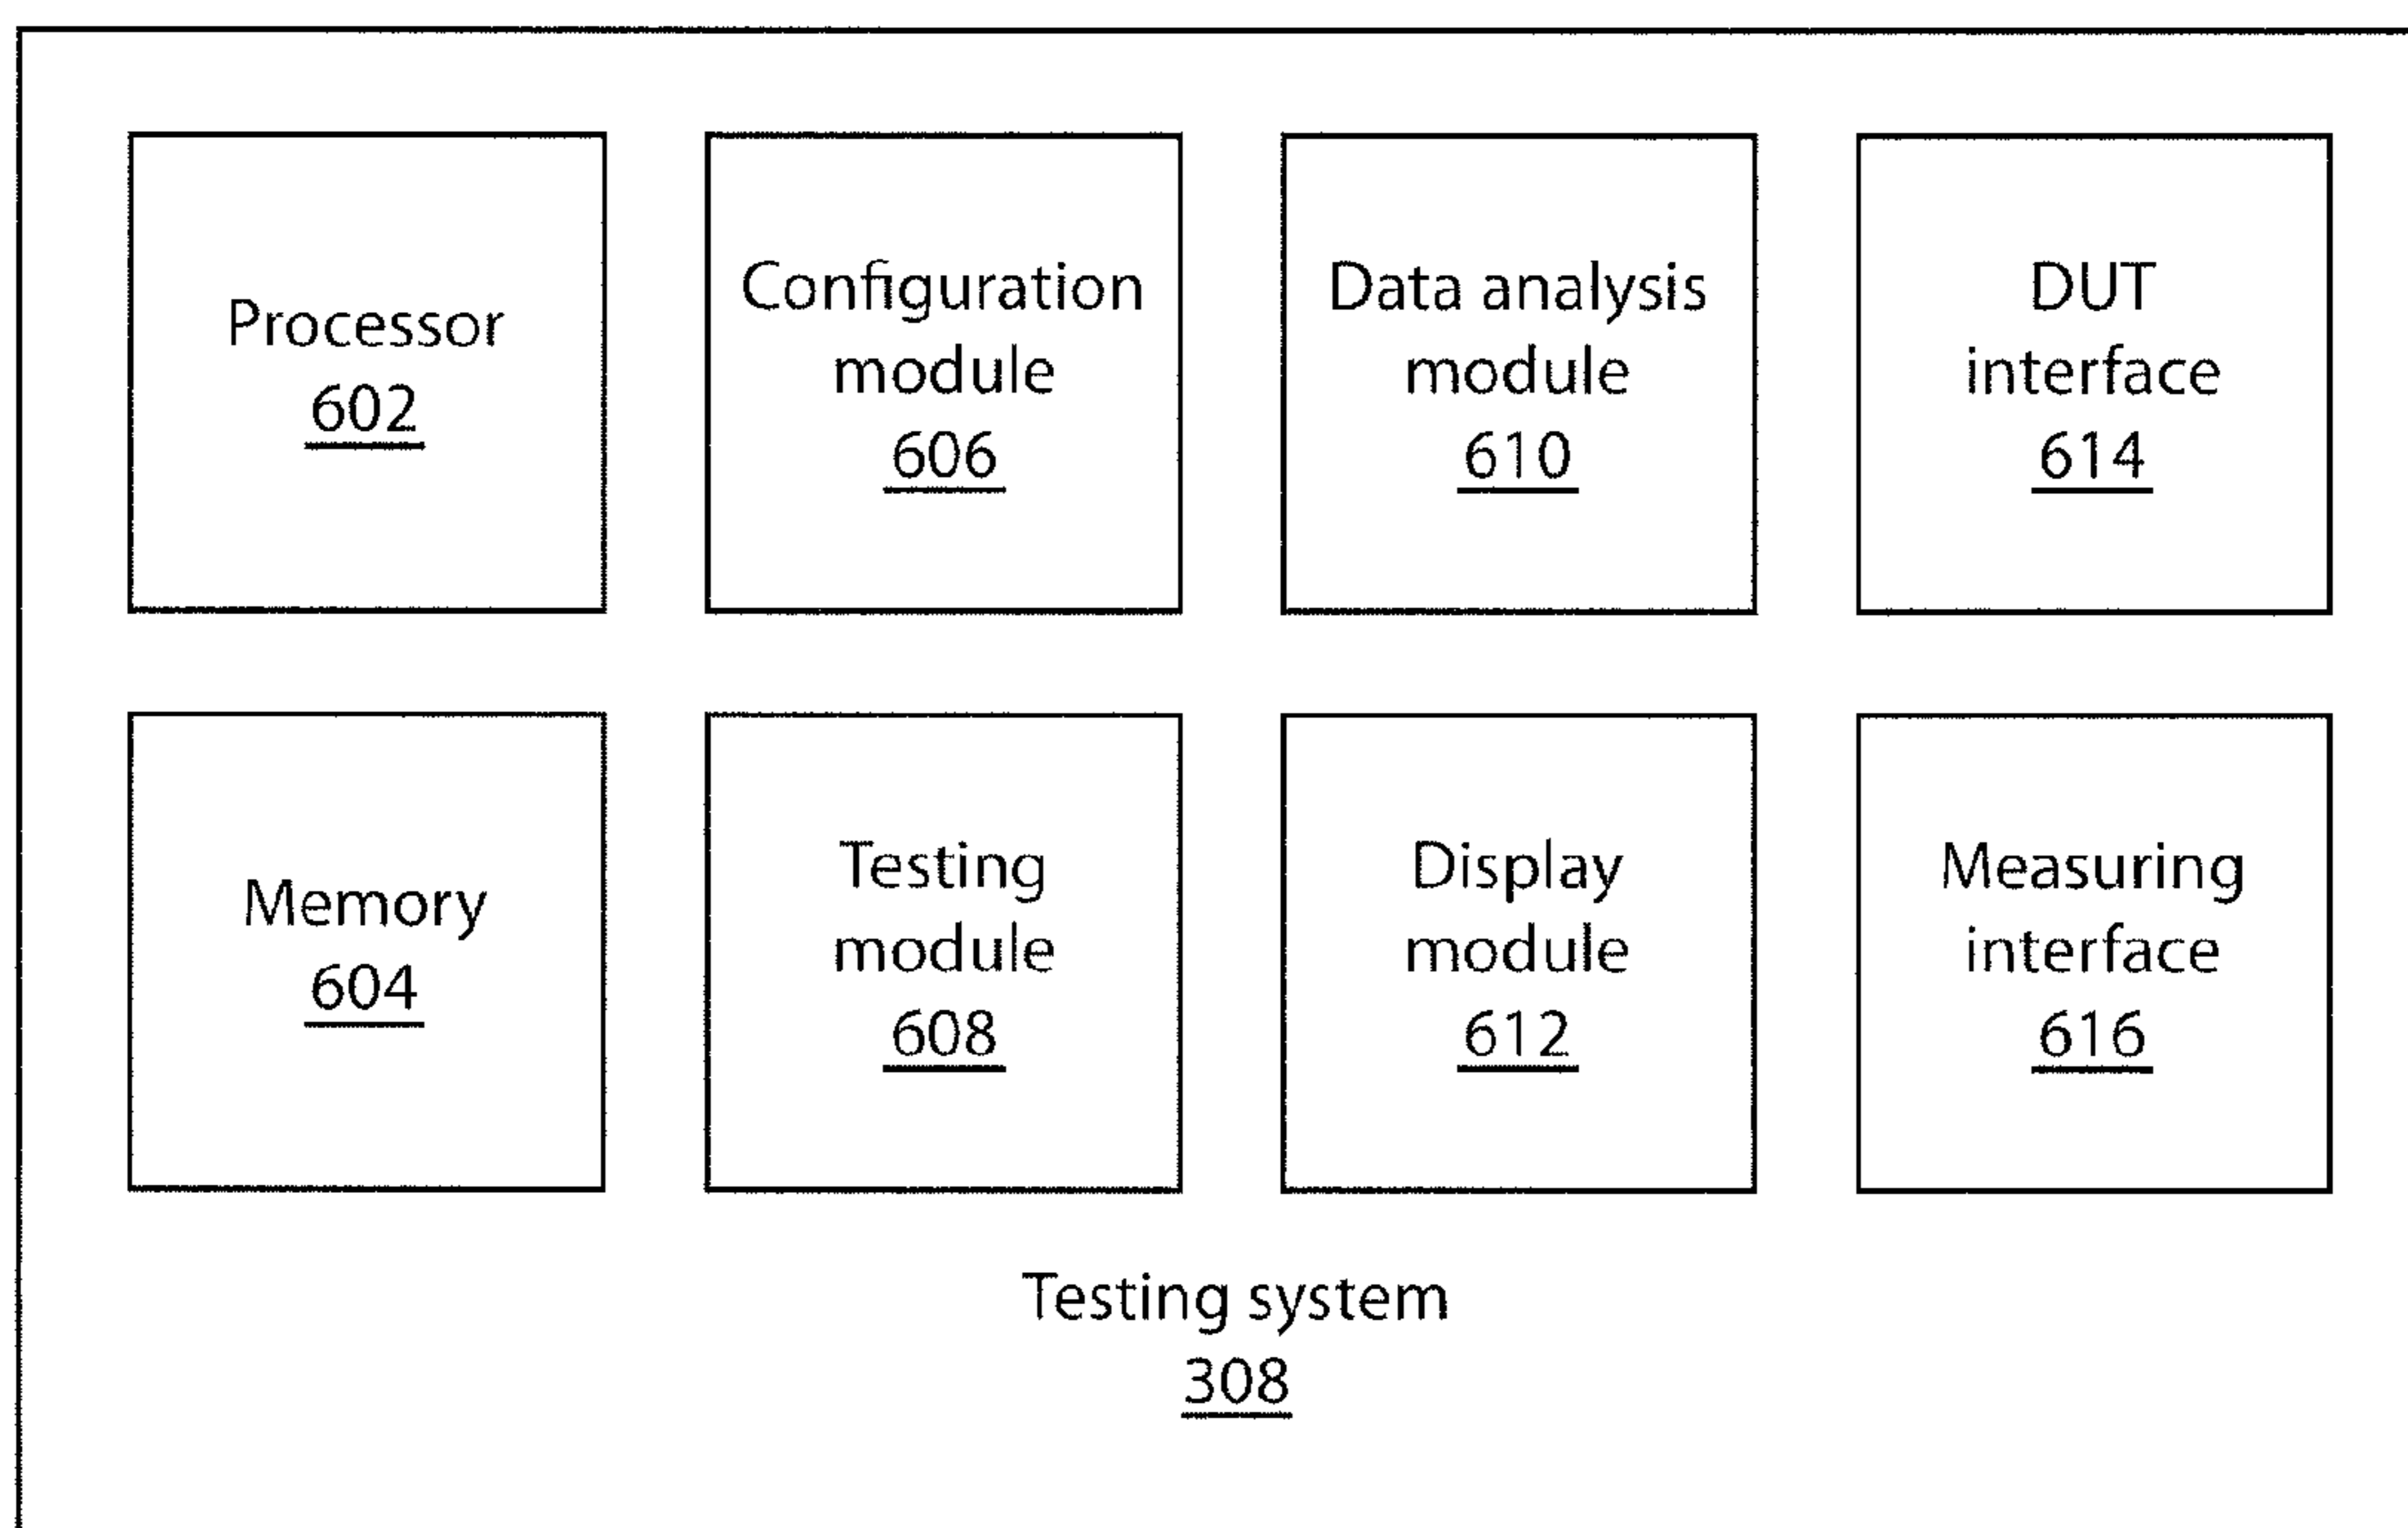 Processor
602
Configuration
module
606
Data analysis
module
610
DUT
interface
614
Memory
604
Testing
module
608
Display
module
612
Measuring
interface
616
Testing system
308